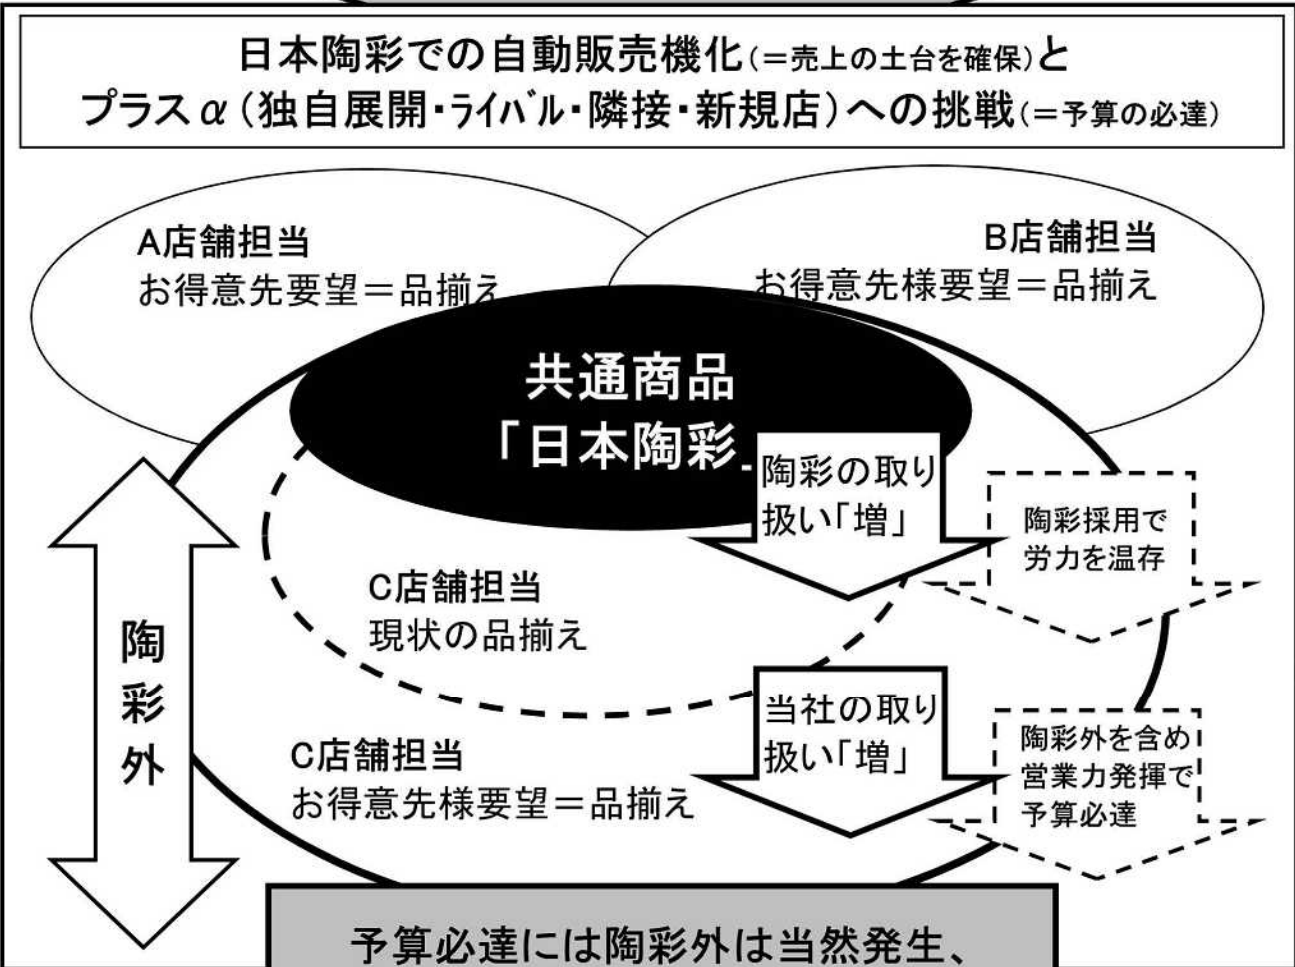 日本陶彩での自動販売機化(=売上の土台を確保)と
プラスα(独自展開・ライバル・隣接・新規店)への挑戦(=予算の必達)
A店舗担当
お得意先要望=品揃え
B店舗担当
お得意先様要望=品揃え
共通商品
「日本陶彩」
陶彩の取り
扱い「増」
陶彩採用で
労力を温存
C店舗担当
現状の品揃え
陶彩外
当社の取り
扱い「増」
陶彩外を含め
営業力発揮で
予算必達
C店舗担当
お得意先様要望=品揃え
予算必達には陶彩外は当然発生、